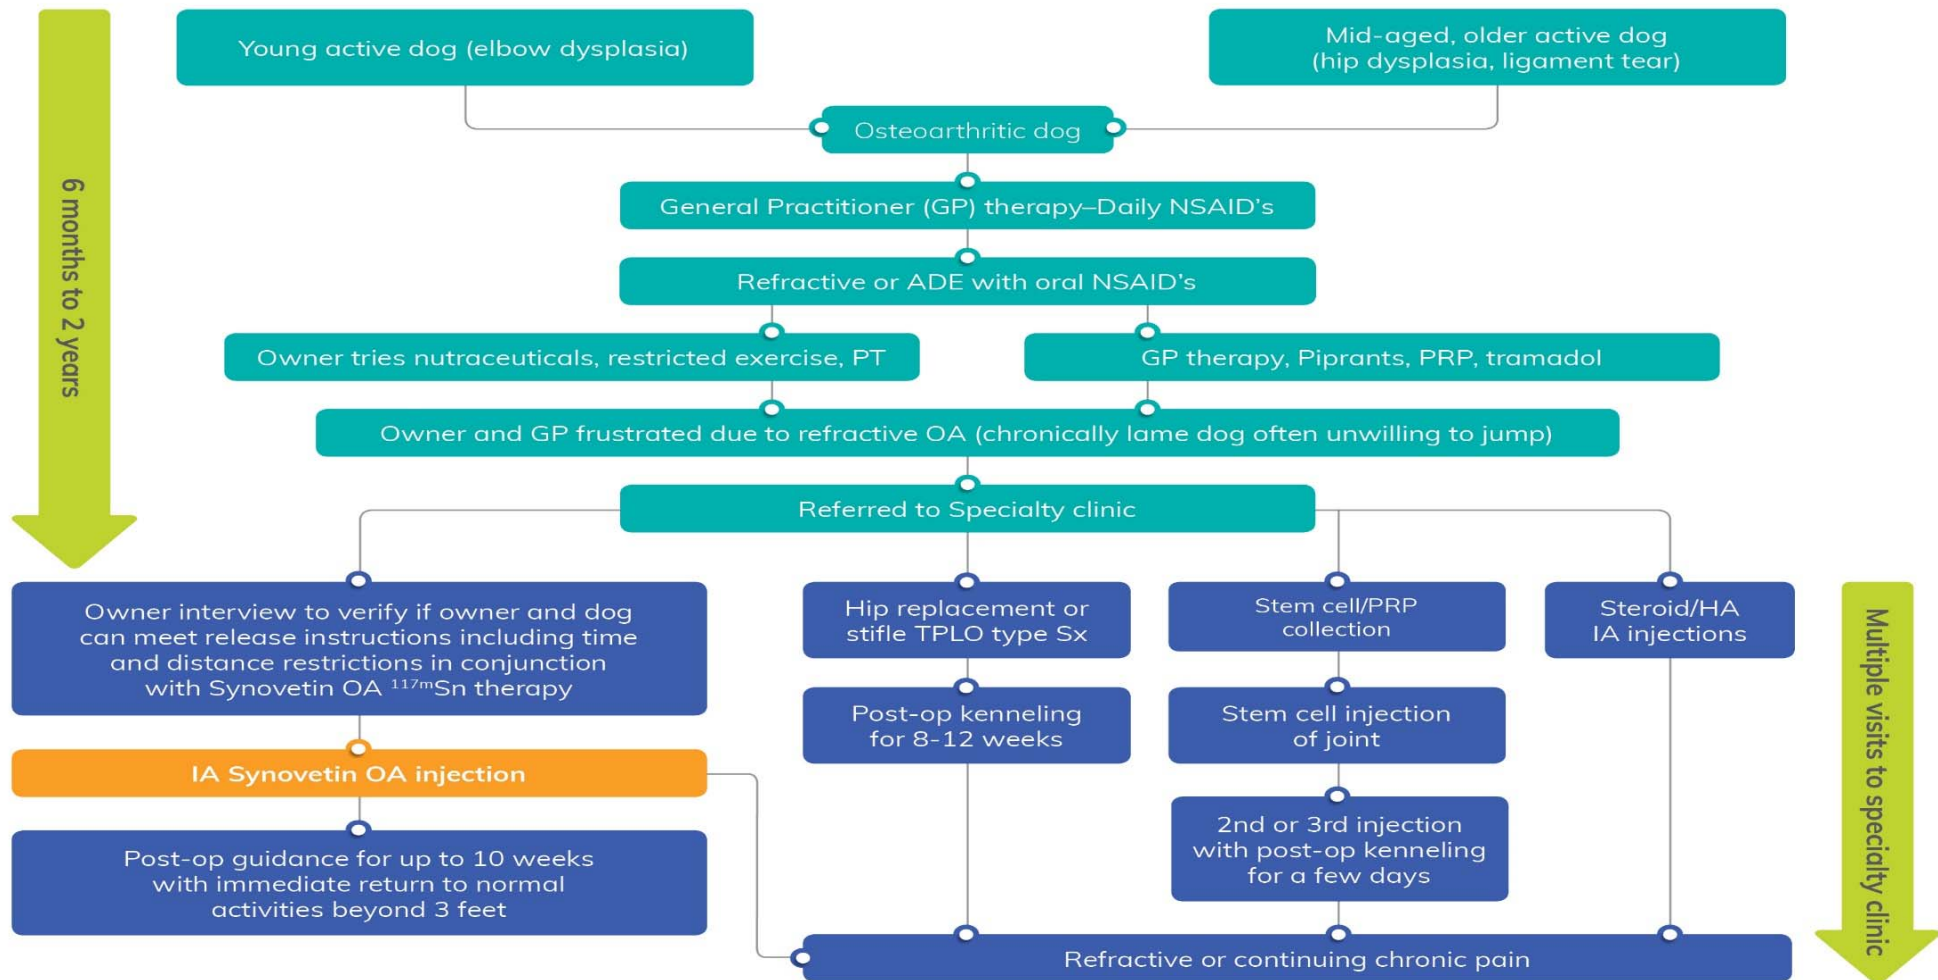 Young active dog (elbow dysplasia)
Mid-aged, older active dog
(hip dysplasia, ligament tear)
Osteoarthritic dog
General Practitioner (GP) therapy–Daily NSAID's
Refractive or ADE with oral NSAID's
Owner tries nutraceuticals, restricted exercise, PT
GP therapy, Piprants, PRP, tramadol
Owner and GP frustrated due to refractive OA (chronically lame dog often unwilling to jump)
Referred to Specialty clinic
6 months to 2 years
Owner interview to verify if owner and dog
can meet release instructions including time
and distance restrictions in conjunction
with Synovetin OA ¹¹⁷ᵐSn therapy
IA Synovetin OA injection
Post-op guidance for up to 10 weeks
with immediate return to normal
activities beyond 3 feet
Hip replacement or
stifle TPLO type Sx
Post-op kenneling
for 8-12 weeks
Stem cell/PRP
collection
Stem cell injection
of joint
2nd or 3rd injection
with post-op kenneling
for a few days
Steroid/HA
IA injections
Multiple visits to specialty clinic
Refractive or continuing chronic pain